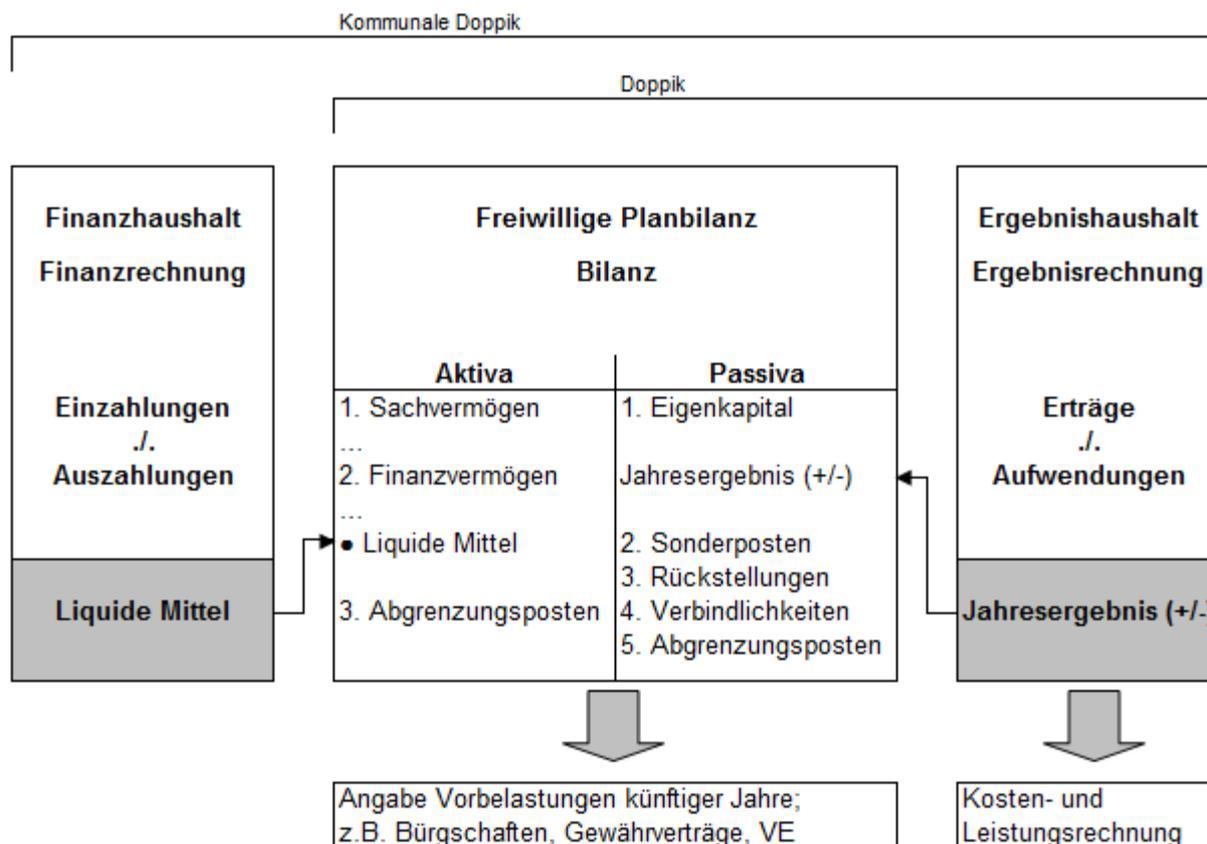 Kommunale Doppik
Doppik
Finanzhaushalt
Finanzrechnung
Einzahlungen
./.
Auszahlungen
Liquide Mittel
Freiwillige Planbilanz
Bilanz
Aktiva
1. Sachvermögen
...
2. Finanzvermögen
...
● Liquide Mittel
3. Abgrenzungsposten
Passiva
1. Eigenkapital
Jahresergebnis (+/-)
2. Sonderposten
3. Rückstellungen
4. Verbindlichkeiten
5. Abgrenzungsposten
Ergebnishaushalt
Ergebnisrechnung
Erträge
./.
Aufwendungen
Jahresergebnis (+/-)
Angabe Vorbelastungen künftiger Jahre;
z.B. Bürgschaften, Gewährverträge, VE
Kosten- und
Leistungsrechnung